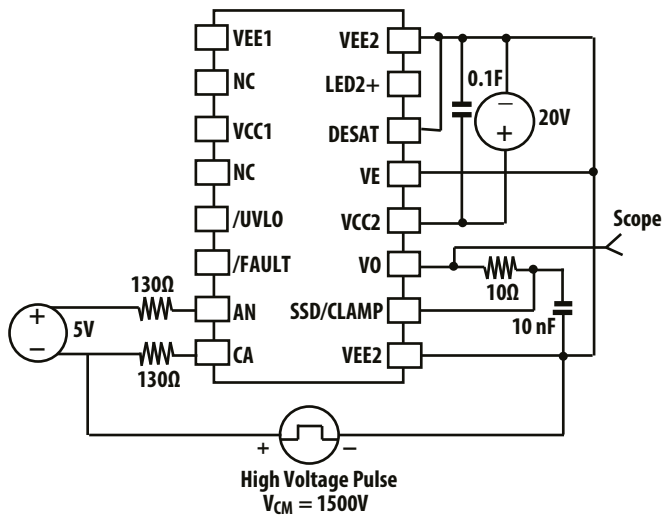 VEE1
VEE2
NC
LED2+
0.1F
VCC1
DESAT
−
+
20V
NC
VE
/UVLO
VCC2
Scope
/FAULT
VO
130Ω
10Ω
+
5V
−
AN
SSD/CLAMP
10 nF
CA
VEE2
130Ω
+
−
High Voltage Pulse
VCM = 1500V